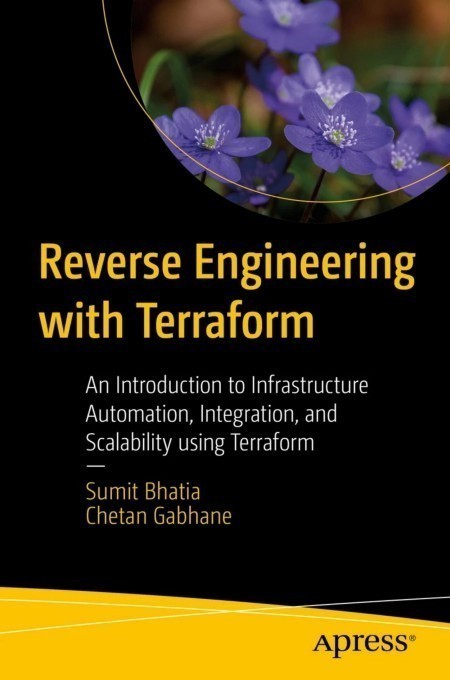 Reverse Engineering
with Terraform
An Introduction to Infrastructure
Automation, Integration, and
Scalability using Terraform
—
Sumit Bhatia
Chetan Gabhane
Apress®